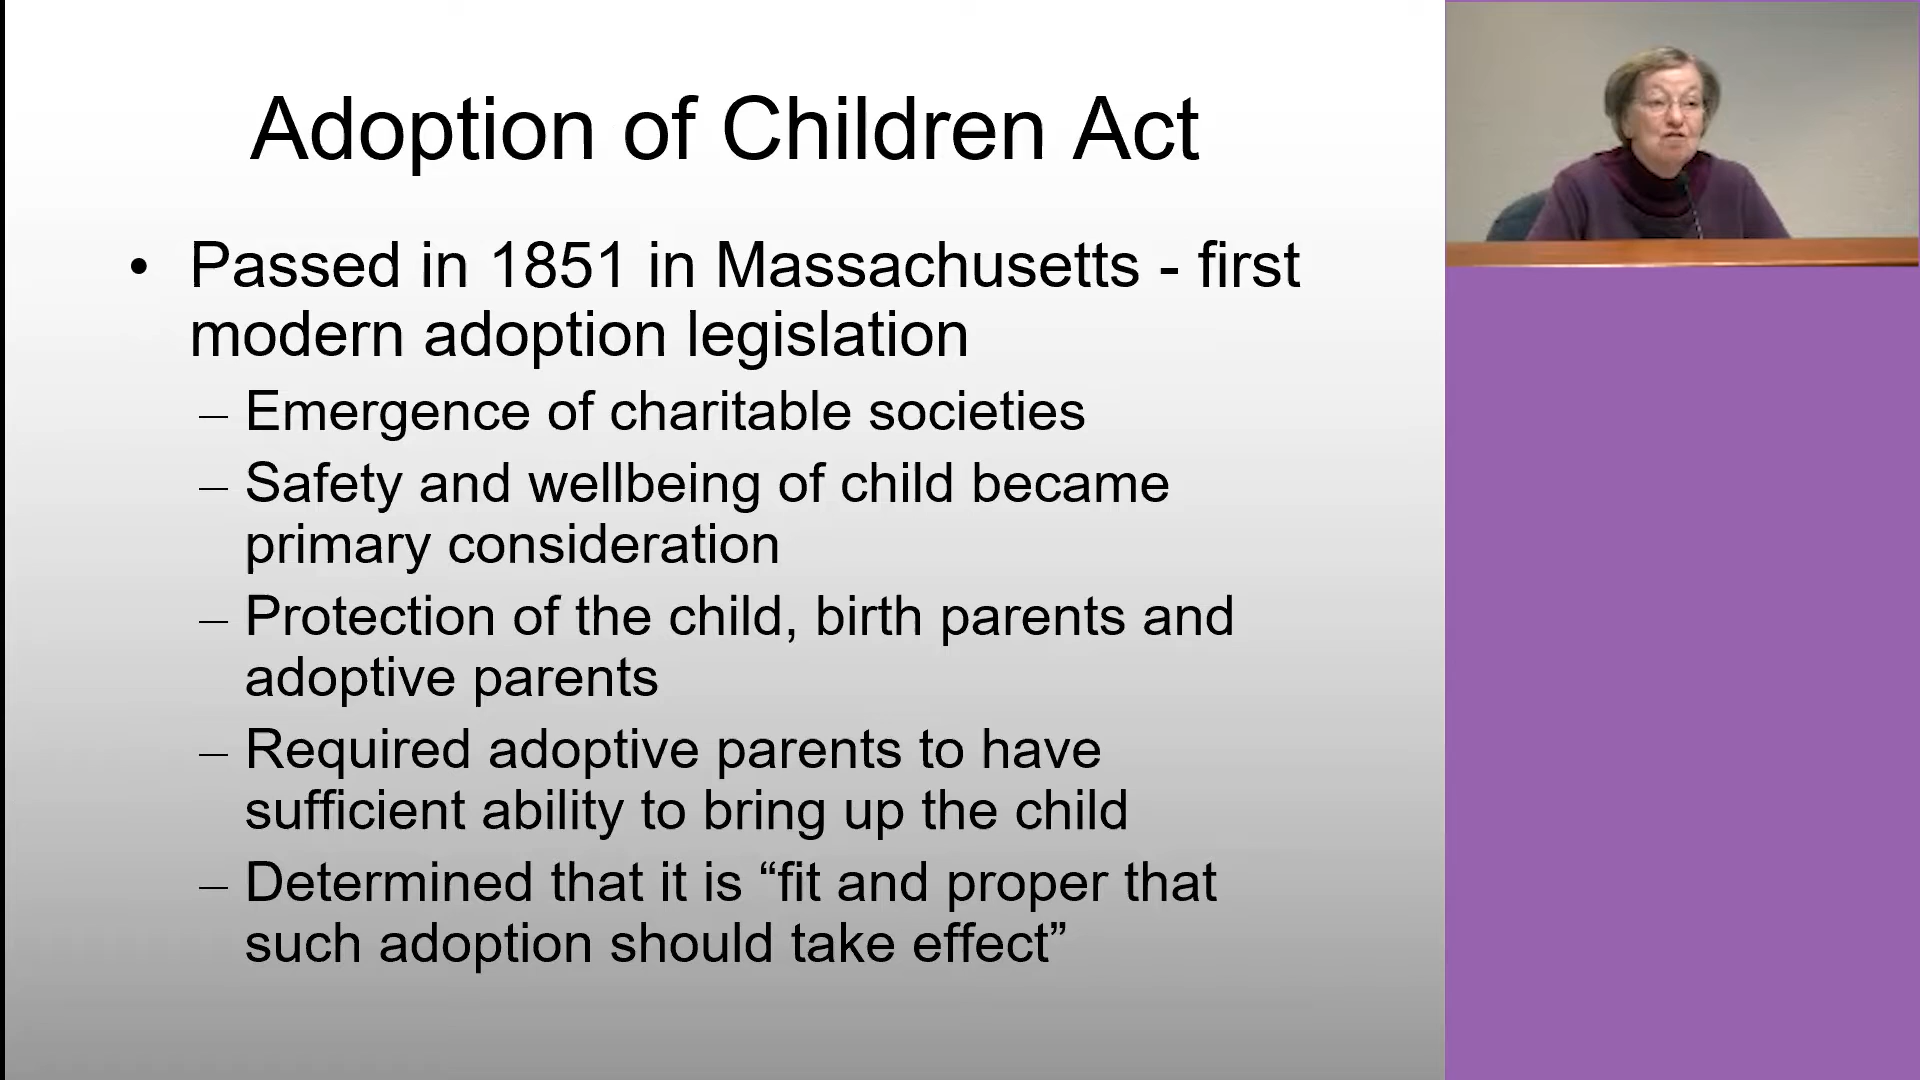 Adoption of Children Act
• Passed in 1851 in Massachusetts - first
modern adoption legislation
– Emergence of charitable societies
– Safety and wellbeing of child became
primary consideration
– Protection of the child, birth parents and
adoptive parents
– Required adoptive parents to have
sufficient ability to bring up the child
– Determined that it is “fit and proper that
such adoption should take effect”